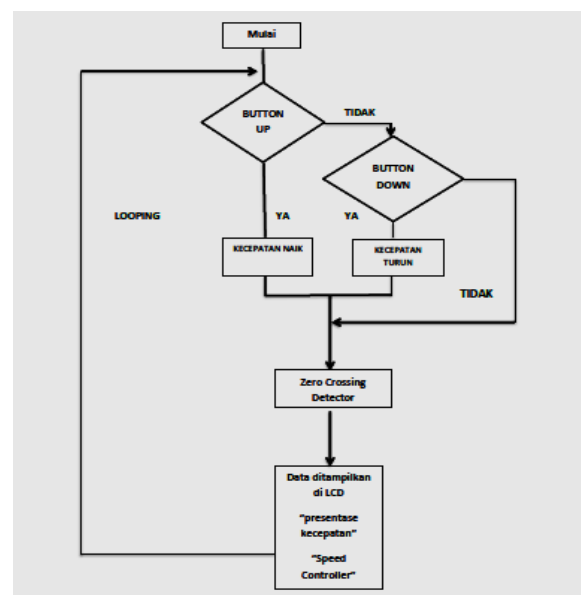 Mulai
BUTTON
UP
TIDAK
BUTTON
DOWN
LOOPING
YA
YA
KECEPATAN NAIK
KECEPATAN
TURUN
TIDAK
Zero Crossing
Detector
Data ditampilkan
di LCD
“presentase
kecepatan”
“Speed
Controller”